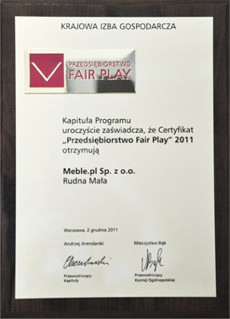 KRAJOWA IZBA GOSPODARCZA
PRZEDSIĘBIORSTWO
FAIR PLAY
Kapituła Programu
uroczyście zaświadcza, że Certyfikat
„Przedsiębiorstwo Fair Play” 2011
otrzymują
Meble.pl Sp. z o.o.
Rudna Mała
Warszawa, 2 grudnia 2011
Andrzej Arendarski
Mieczysław Bąk
Przewodniczący
Kapituły
Przewodniczący
Komisji Ogólnopolskiej